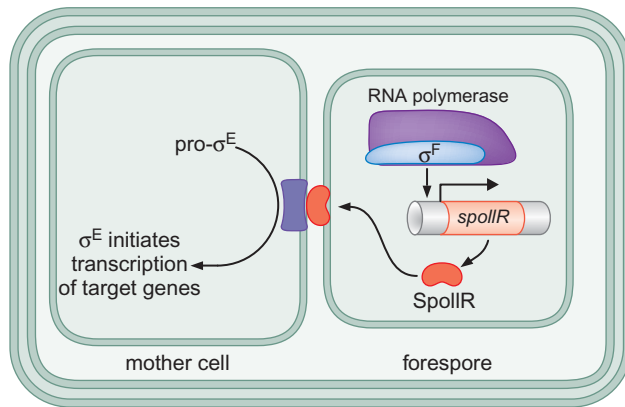 RNA polymerase
σF
pro-σE
spoIIR
σE initiates
transcription
of target genes
SpoIIR
mother cell
forespore